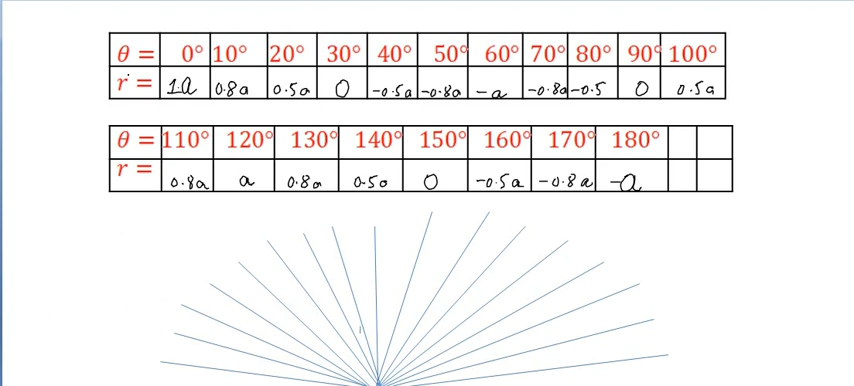 θ = 0° 10° 20° 30° 40° 50° 60° 70° 80° 90° 100°
r = 1.a 0.8a 0.5a 0 -0.5a -0.8a -a -0.8a -0.5 0 0.5a
θ = 110° 120° 130° 140° 150° 160° 170° 180°
r = 0.8a a 0.8a 0.5a 0 -0.5a -0.8a -a